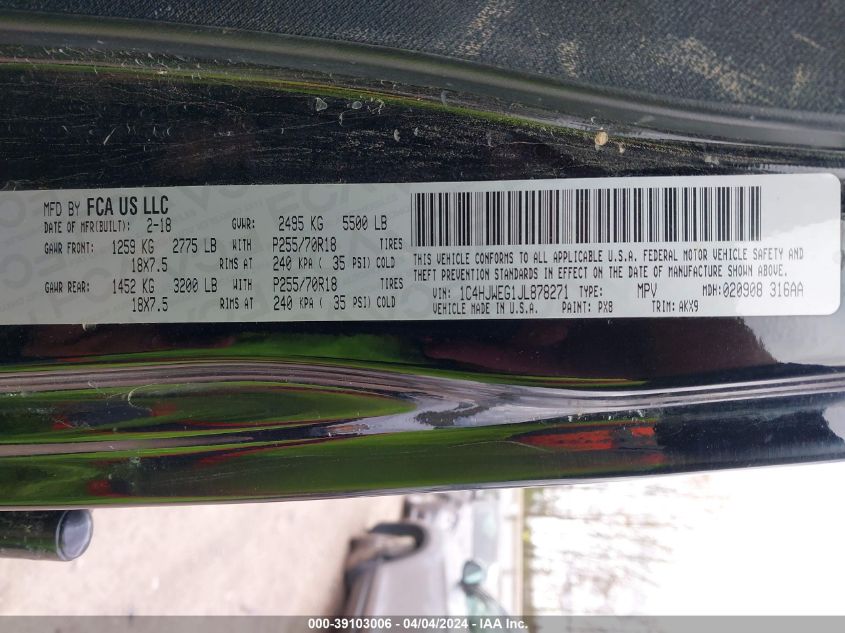 MFD BY FCA US LLC
DATE OF MFR(BUILT): 2-18 GVWR: 2495 KG 5500 LB
GAWR FRONT: 1259 KG 2775 LB WITH P255/70R18 TIRES
18X7.5 RIMS AT 240 KPA ( 35 PSI) COLD
GAWR REAR: 1452 KG 3200 LB WITH P255/70R18 TIRES
18X7.5 RIMS AT 240 KPA ( 35 PSI) COLD
THIS VEHICLE CONFORMS TO ALL APPLICABLE U.S.A. FEDERAL MOTOR VEHICLE SAFETY AND
THEFT PREVENTION STANDARDS IN EFFECT ON THE DATE OF MANUFACTURE SHOWN ABOVE.
VIN: 1C4HJWEG1JL878271 TYPE: MPV MDH:020908 316AA
VEHICLE MADE IN U.S.A. PAINT: PX8 TRIM: AKX9
000-39103006 - 04/04/2024 - IAA Inc.